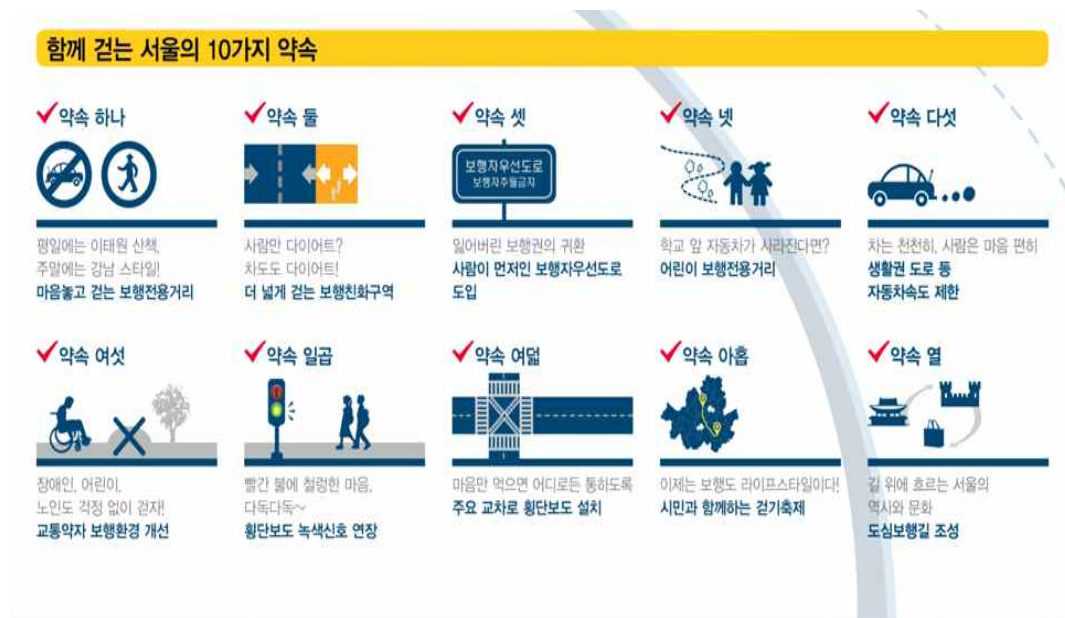 함께 걷는 서울의 10가지 약속
약속 하나
평일에는 이태원 산책,
주말에는 강남 스타일!
마음놓고 걷는 보행전용거리
약속 둘
사람만 다이어트?
차도도 다이어트!
더 넓게 걷는 보행친화구역
약속 셋
보행자우선도로
보행자추월금지
잃어버린 보행권의 귀환
사람이 먼저인 보행자우선도로
도입
약속 넷
학교 앞 자동차가 사라진다면?
어린이 보행전용거리
약속 다섯
차는 천천히, 사람은 마음 편히
생활권 도로 등
자동차속도 제한
약속 여섯
장애인, 어린이,
노인도 걱정 없이 걷자!
교통약자 보행환경 개선
약속 일곱
빨간 불에 철렁한 마음,
다독다독~
횡단보도 녹색신호 연장
약속 여덟
마음만 먹으면 어디로든 통하도록
주요 교차로 횡단보도 설치
약속 아홉
이제는 보행도 라이프스타일이다!
시민과 함께하는 걷기축제
약속 열
길 위에 흐르는 서울의
역사와 문화
도심보행길 조성